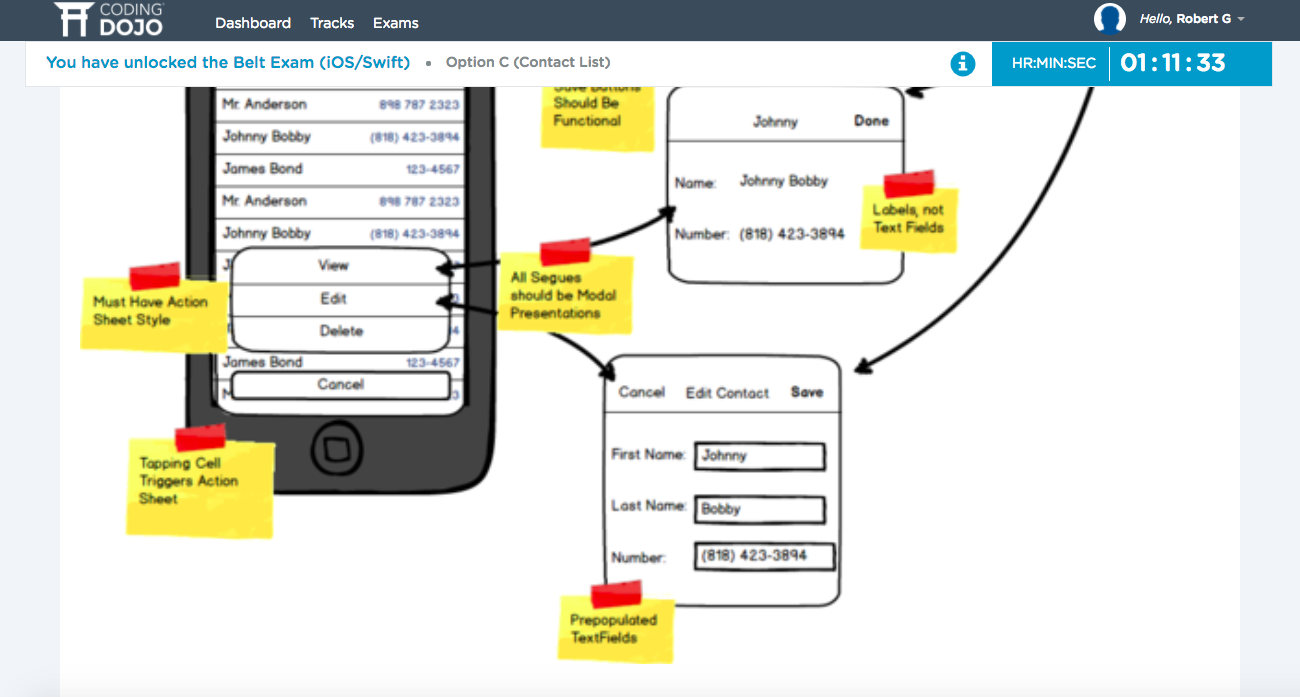 CODING
DOJO
Dashboard Tracks Exams
Hello, Robert G
You have unlocked the Belt Exam (iOS/Swift) • Option C (Contact List)
HR:MIN:SEC 01:11:33
Mr. Anderson 898 787 2323
Johnny Bobby (818) 423-3894
James Bond 123-4567
Mr. Anderson 898 787 2323
Johnny Bobby (818) 423-3894
View
Edit
Delete
James Bond 123-4567
Cancel
Must Have Action
Sheet Style
Tapping Cell
Triggers Action
Sheet
Save Buttons
Should Be
Functional
Johnny Done
Name: Johnny Bobby
Number: (818) 423-3894
Labels, not
Text Fields
All Segues
should be Modal
Presentations
Cancel Edit Contact Save
First Name: Johnny
Last Name: Bobby
Number: (818) 423-3894
Prepopulated
TextFields